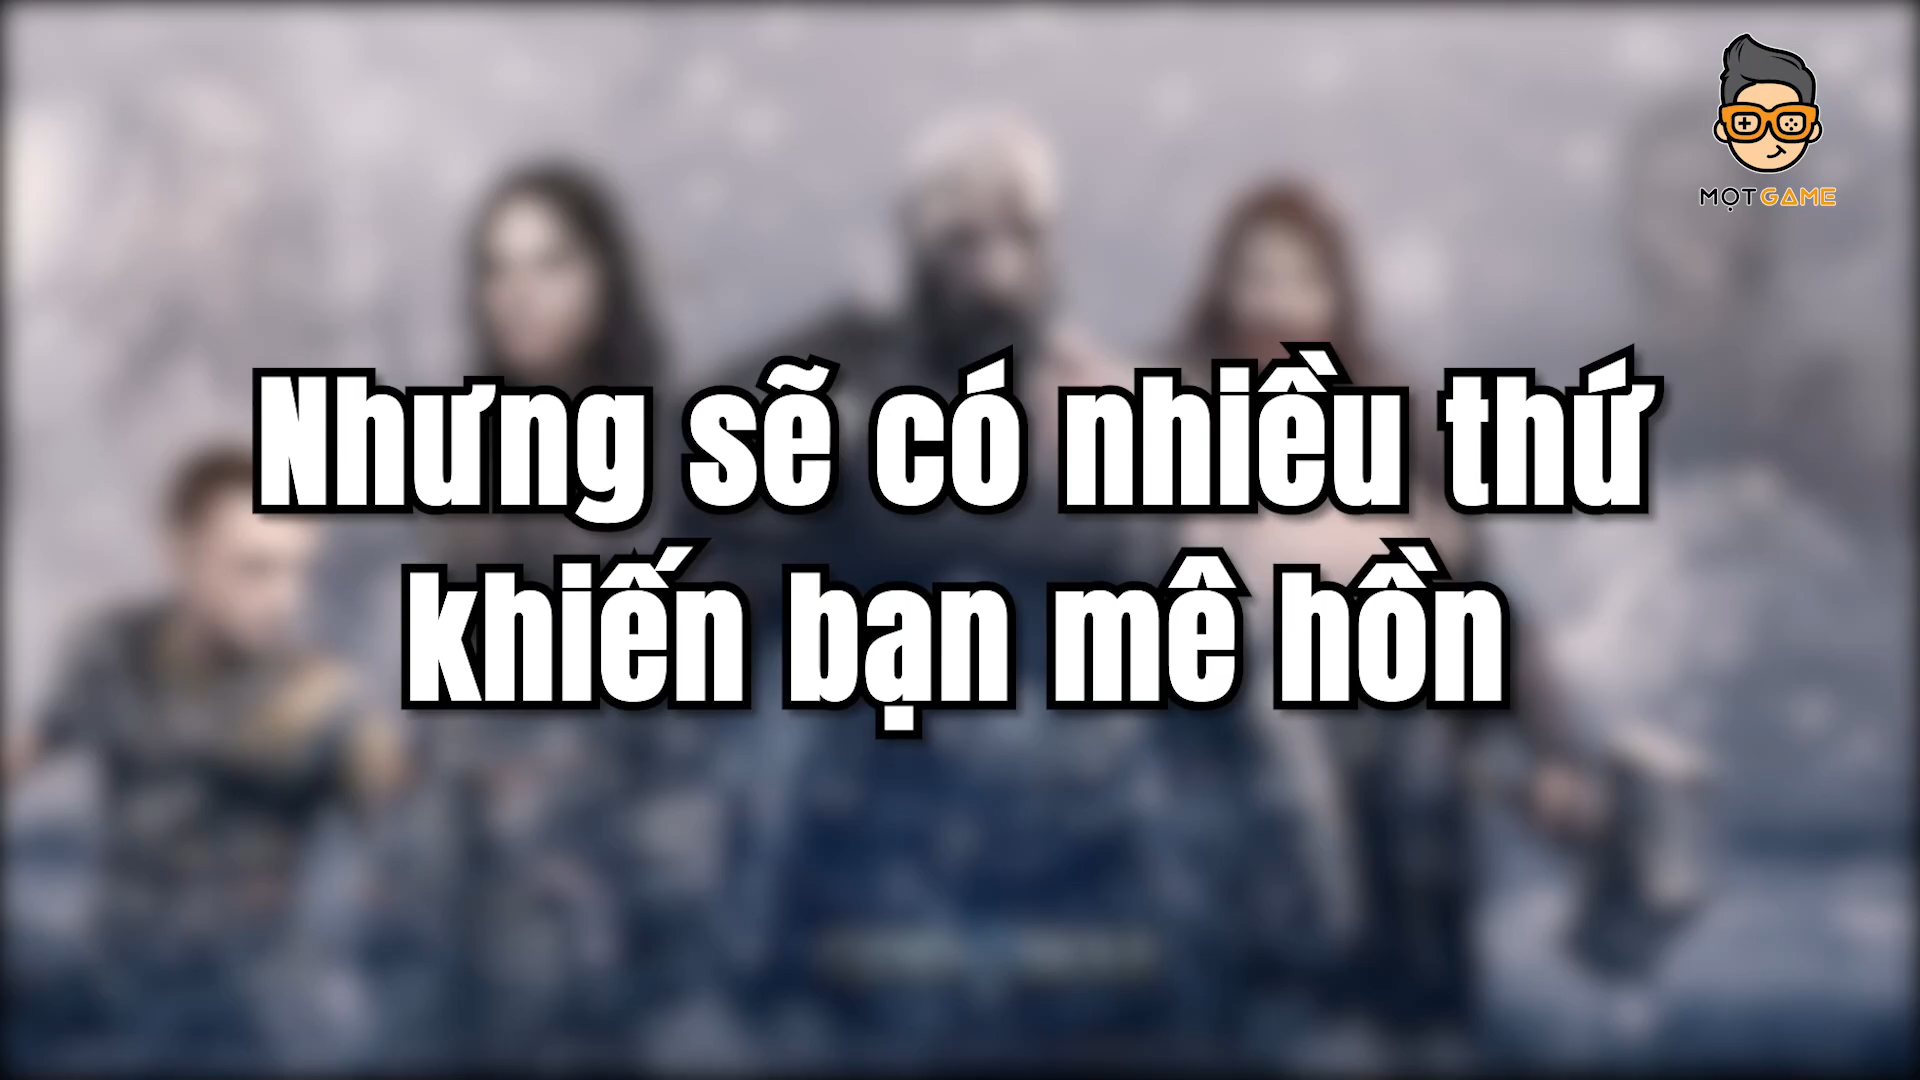 MỌTGAME
Nhưng sẽ có nhiều thứ
khiến bạn mê hồn